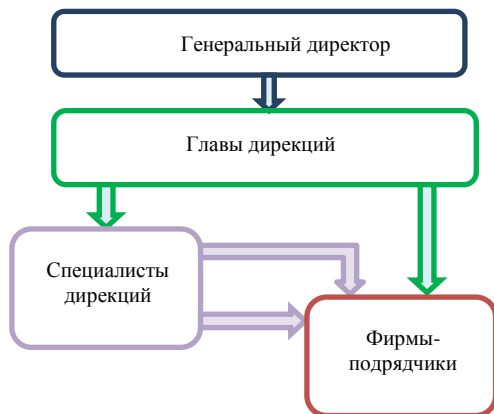 Генеральный директор
Главы дирекций
Специалисты
дирекций
Фирмы-
подрядчики